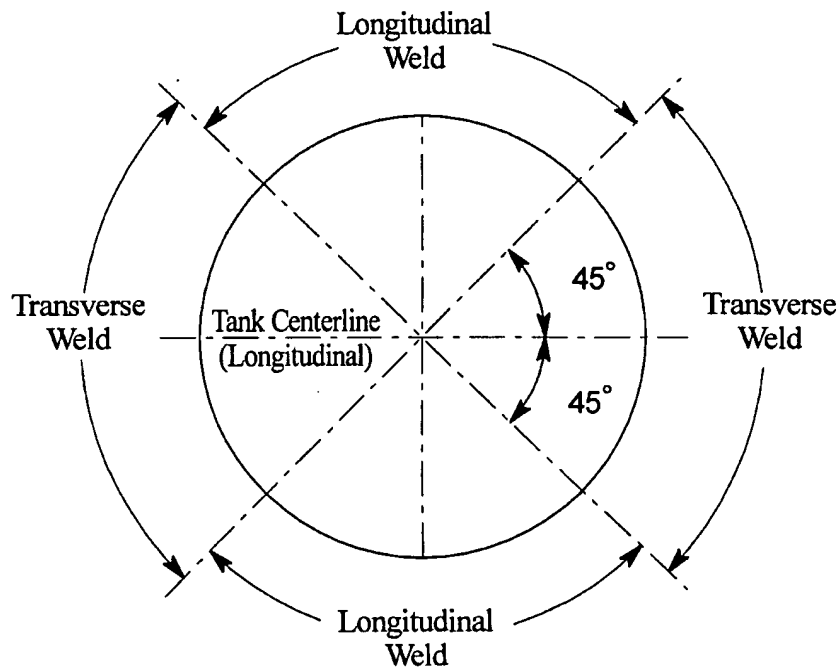 Longitudinal
Weld
45°
Transverse
Weld
Tank Centerline
(Longitudinal)
Transverse
Weld
45°
Longitudinal
Weld